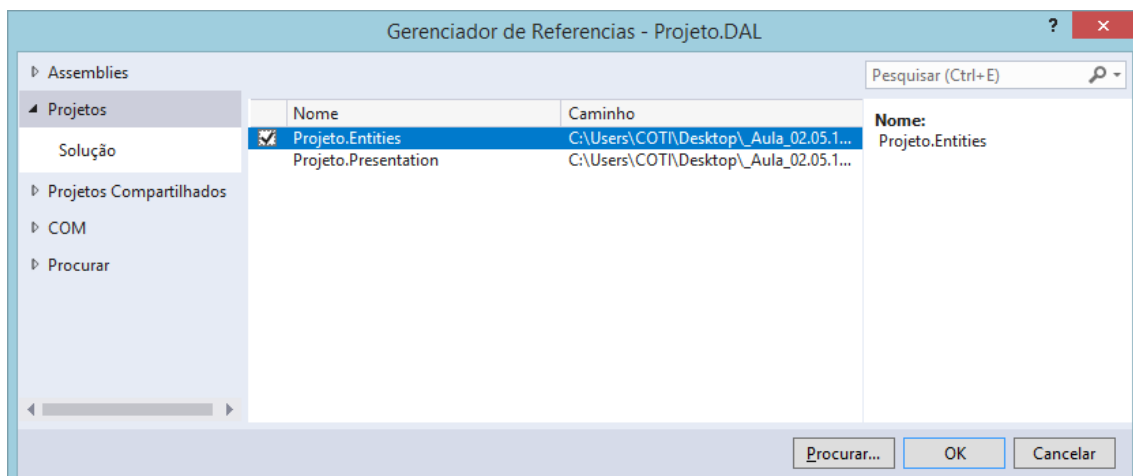 Gerenciador de Referencias - Projeto.DAL
?
Assemblies
Projetos
Solução
Projetos Compartilhados
COM
Procurar
Nome Caminho
Projeto.Entities C:\Users\COTI\Desktop\_Aula_02.05.1...
Projeto.Presentation C:\Users\COTI\Desktop\_Aula_02.05.1...
Pesquisar (Ctrl+E)
Nome:
Projeto.Entities
Procurar... OK Cancelar